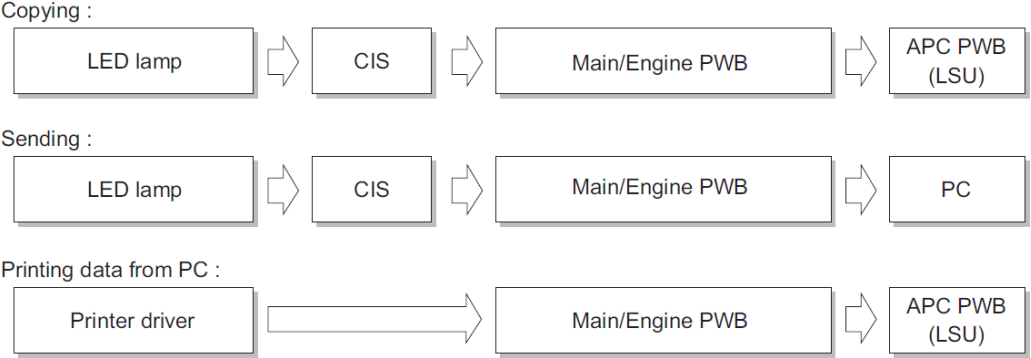 Copying :
LED lamp
CIS
Main/Engine PWB
APC PWB
(LSU)
Sending :
LED lamp
CIS
Main/Engine PWB
PC
Printing data from PC :
Printer driver
Main/Engine PWB
APC PWB
(LSU)